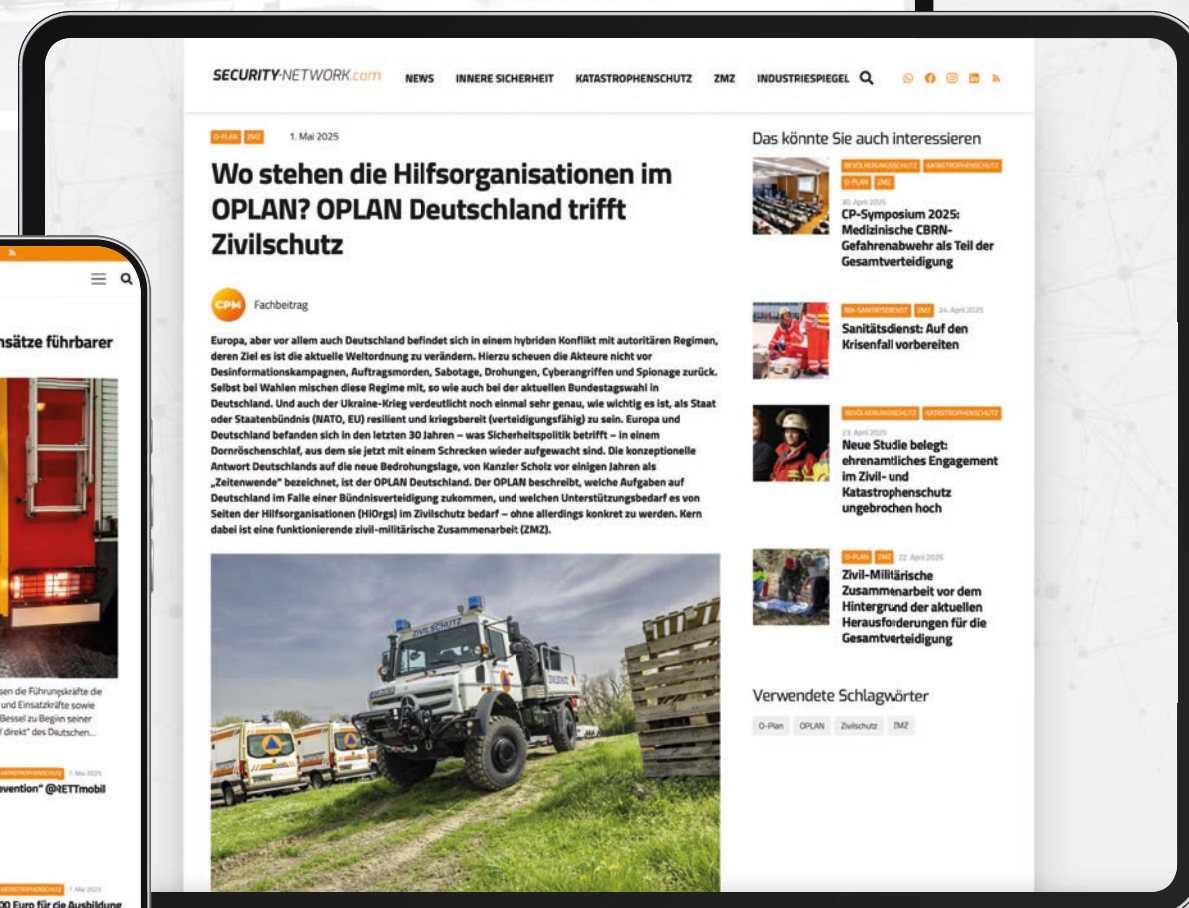 SECURITY-NETWORK.com NEWS INNERE SICHERHEIT KATASTROPHENSCHUTZ ZMZ INDUSTRIESPIEGEL
O-PLAN ZMZ 1. Mai 2025
Wo stehen die Hilfsorganisationen im
OPLAN? OPLAN Deutschland trifft
Zivilschutz
CPM Fachbeitrag
Europa, aber vor allem auch Deutschland befindet sich in einem hybriden Konflikt mit autoritären Regimen,
deren Ziel es ist die aktuelle Weltordnung zu verändern. Hierzu scheuen die Akteure nicht vor
Desinformationskampagnen, Auftragsmorden, Sabotage, Drohungen, Cyberangriffen und Spionage zurück.
Selbst bei Wahlen mischen diese Regime mit, so wie auch bei der aktuellen Bundestagswahl in
Deutschland. Und auch der Ukraine-Krieg verdeutlicht noch einmal sehr genau, wie wichtig es ist, als Staat
oder Staatenbündnis (NATO, EU) resilient und kriegsbereit (verteidigungsfähig) zu sein. Europa und
Deutschland befanden sich in den letzten 30 Jahren – was Sicherheitspolitik betrifft – in einem
Dornröschenschlaf, aus dem sie jetzt mit einem Schrecken wieder aufgewacht sind. Die konzeptionelle
Antwort Deutschlands auf die neue Bedrohungslage, von Kanzler Scholz vor einigen Jahren als
„Zeitenwende“ bezeichnet, ist der OPLAN Deutschland. Der OPLAN beschreibt, welche Aufgaben auf
Deutschland im Falle einer Bündnisverteidigung zukommen, und welchen Unterstützungsbedarf es von
Seiten der Hilfsorganisationen (HiOrgs) im Zivilschutz bedarf – ohne allerdings konkret zu werden. Kern
dabei ist eine funktionierende zivil-militärische Zusammenarbeit (ZMZ).
ZIVILSCHUTZ
ZIVILSCHUTZ
Das könnte Sie auch interessieren
BEVÖLKERUNGSSCHUTZ KATASTROPHENSCHUTZ
O-PLAN ZMZ
30. April 2025
CP-Symposium 2025:
Medizinische CBRN-
Gefahrenabwehr als Teil der
Gesamtverteidigung
BW-SANITÄTSDIENST ZMZ 24. April 2025
Sanitätsdienst: Auf den
Krisenfall vorbereiten
BEVÖLKERUNGSSCHUTZ KATASTROPHENSCHUTZ
23. April 2025
Neue Studie belegt:
ehrenamtliches Engagement
im Zivil- und
Katastrophenschutz
ungebrochen hoch
O-PLAN ZMZ 22. April 2025
Zivil-Militärische
Zusammenarbeit vor dem
Hintergrund der aktuellen
Herausforderungen für die
Gesamtverteidigung
Verwendete Schlagwörter
O-Plan OPLAN Zivilschutz ZMZ
nsätze führbarer
sen die Führungskräfte die
und Einsatzkräfte sowie
Bessel zu Beginn seiner
direkt" des Deutschen...
KATASTROPHENSCHUTZ 7. Mai 2025
evention" @RETTmobil
KATASTROPHENSCHUTZ 7. Mai 2025
00 Euro für die Ausbildung